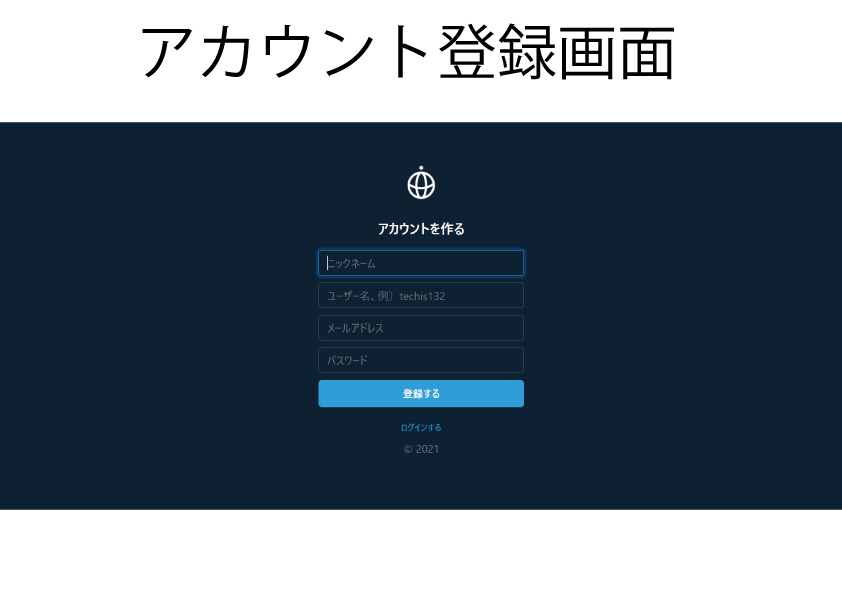 アカウント登録画面
アカウントを作る
ニックネーム
ユーザー名、例）techis132
メールアドレス
パスワード
登録する
ログインする
© 2021